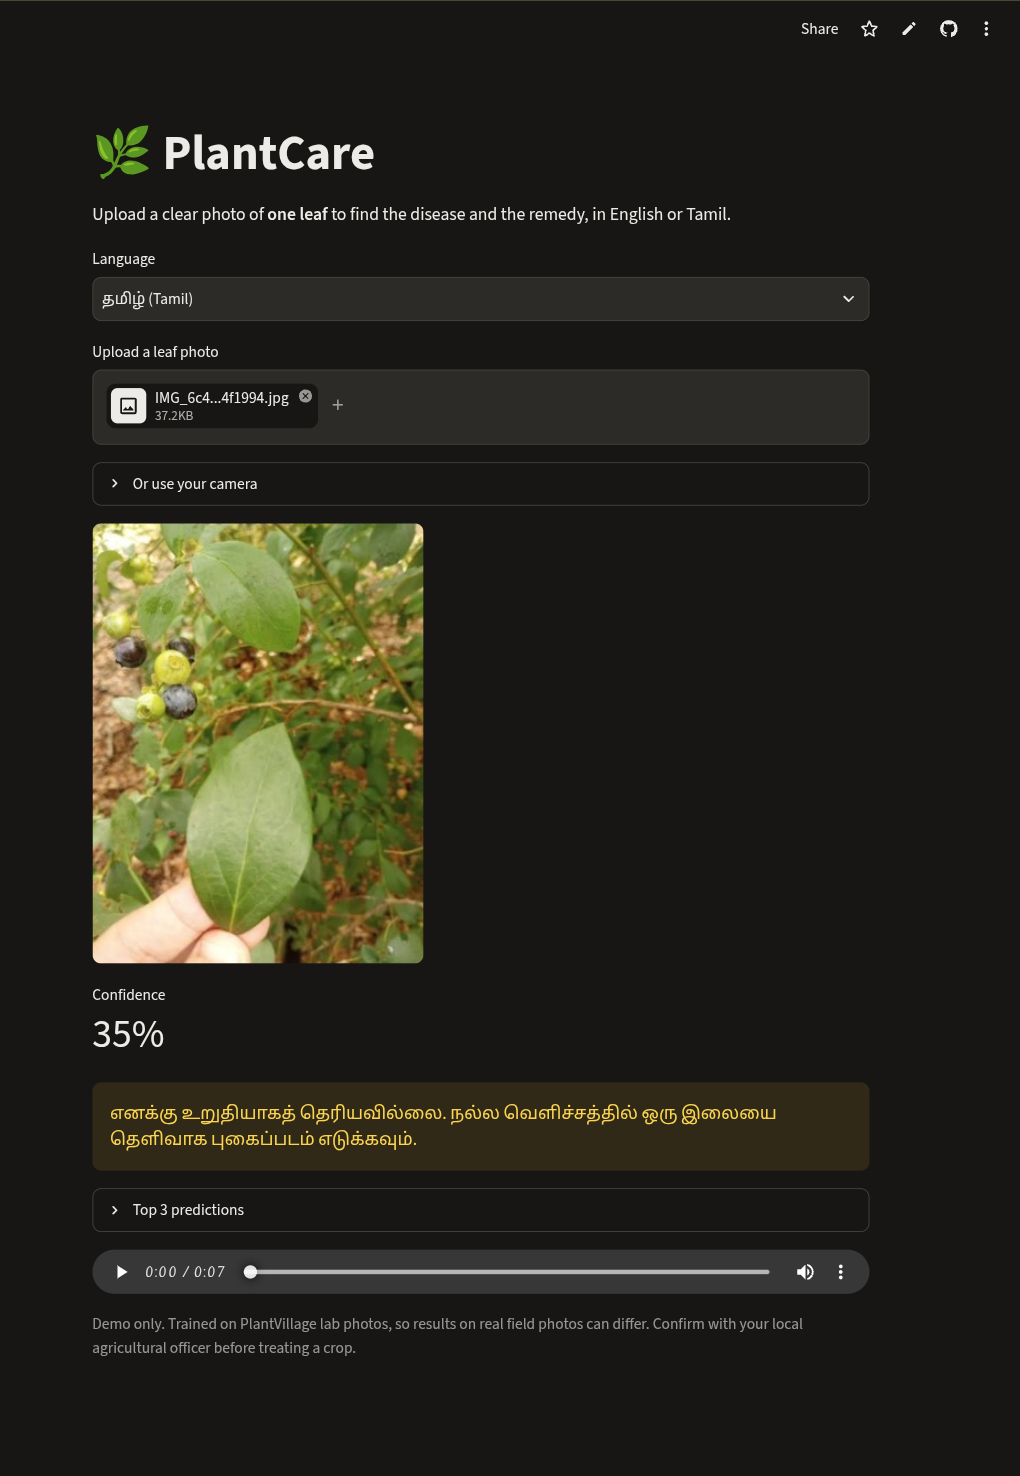 Share
PlantCare
Upload a clear photo of one leaf to find the disease and the remedy, in English or Tamil.
Language
தமிழ் (Tamil)
Upload a leaf photo
IMG_6c4...4f1994.jpg
37.2KB
Or use your camera
Confidence
35%
எனக்கு உறுதியாகத் தெரியவில்லை. நல்ல வெளிச்சத்தில் ஒரு இலையை
தெளிவாக புகைப்படம் எடுக்கவும்.
Top 3 predictions
0:00 / 0:07
Demo only. Trained on PlantVillage lab photos, so results on real field photos can differ. Confirm with your local
agricultural officer before treating a crop.